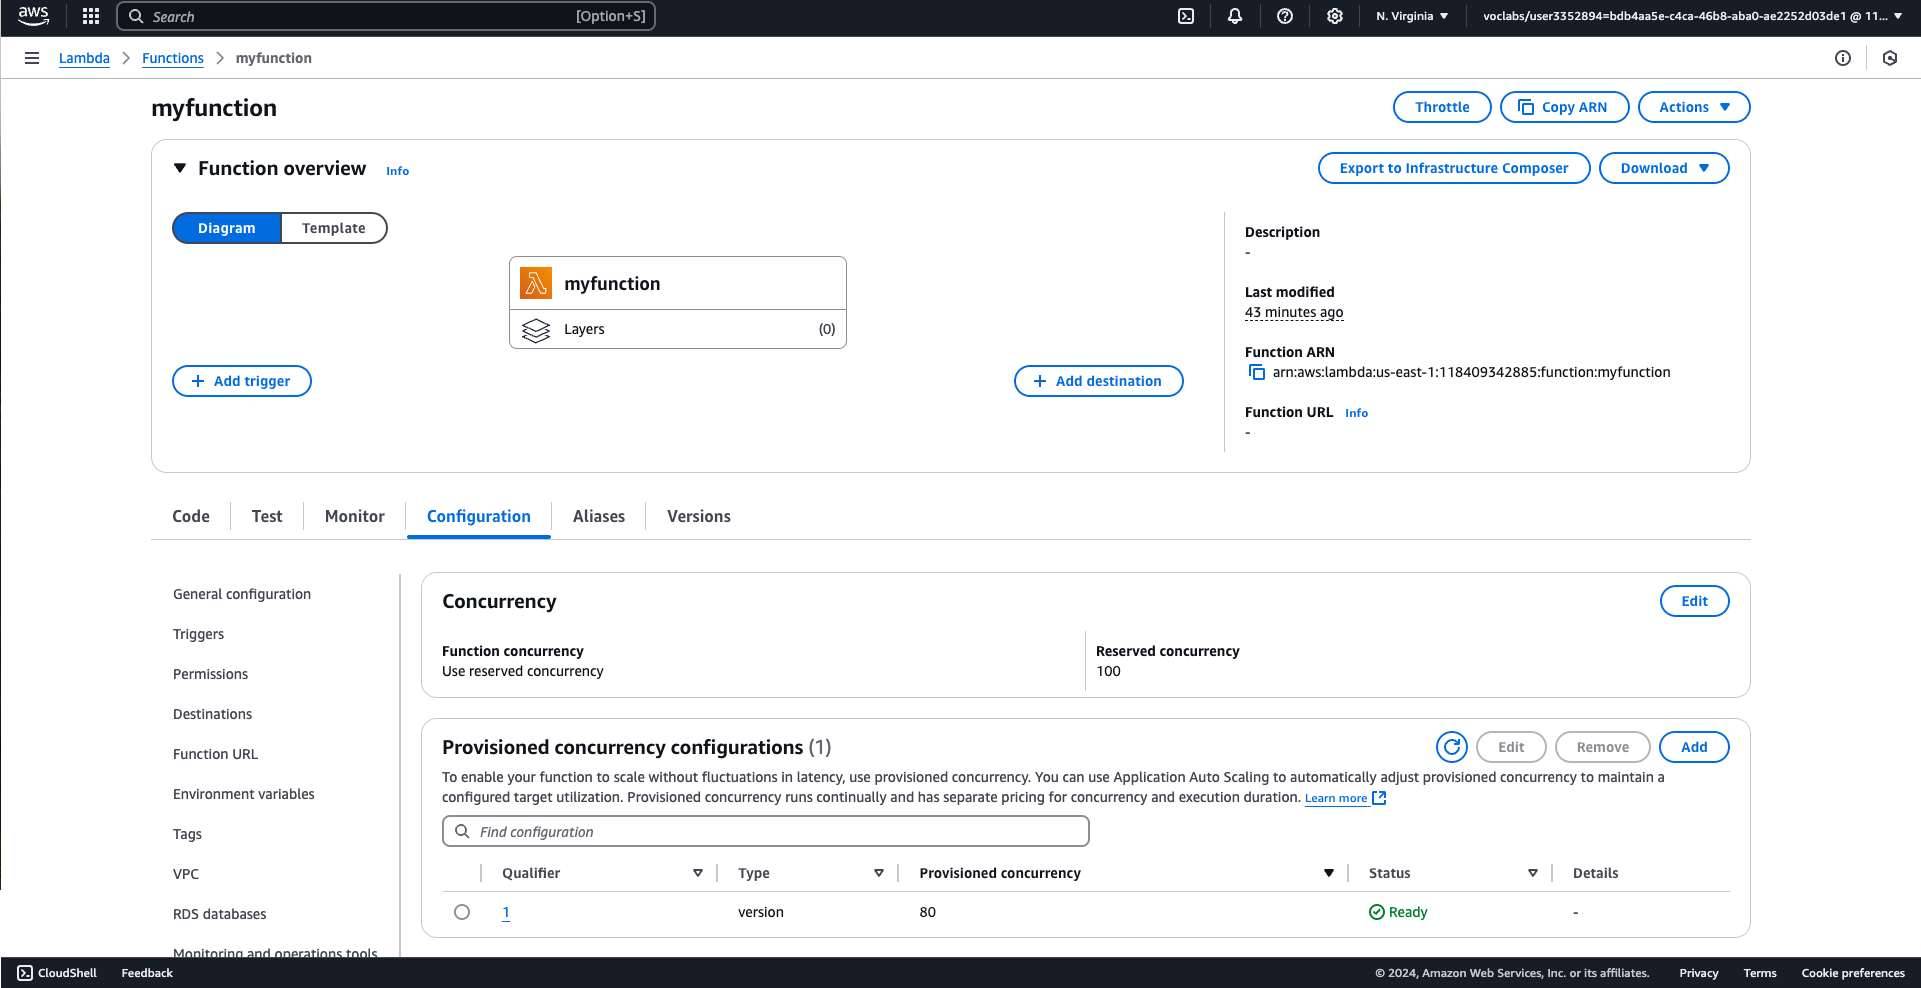 aws
Search [Option+S]
N. Virginia
voclabs/user3352894=bdb4aa5e-c4ca-46b8-aba0-ae2252d03de1 @ 11...
Lambda
Functions
myfunction
myfunction
Throttle
Copy ARN
Actions
Function overview Info
Export to Infrastructure Composer
Download
Diagram
Template
myfunction
Layers (0)
+ Add trigger
+ Add destination
Description
-
Last modified
43 minutes ago
Function ARN
arn:aws:lambda:us-east-1:118409342885:function:myfunction
Function URL Info
-
Code
Test
Monitor
Configuration
Aliases
Versions
General configuration
Triggers
Permissions
Destinations
Function URL
Environment variables
Tags
VPC
RDS databases
Monitoring and operations tools
Concurrency
Edit
Function concurrency
Use reserved concurrency
Reserved concurrency
100
Provisioned concurrency configurations (1)
Edit
Remove
Add
To enable your function to scale without fluctuations in latency, use provisioned concurrency. You can use Application Auto Scaling to automatically adjust provisioned concurrency to maintain a
configured target utilization. Provisioned concurrency runs continually and has separate pricing for concurrency and execution duration. Learn more
Find configuration
Qualifier Type Provisioned concurrency Status Details
1 version 80 Ready -
CloudShell
Feedback
© 2024, Amazon Web Services, Inc. or its affiliates.
Privacy
Terms
Cookie preferences